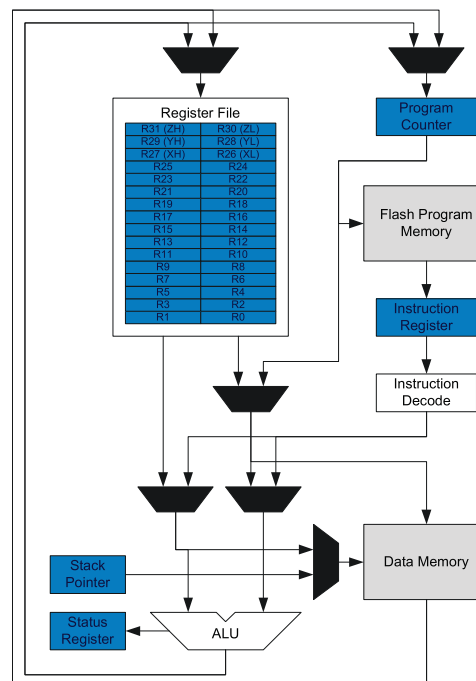 Register File
R31 (ZH) R30 (ZL)
R29 (YH) R28 (YL)
R27 (XH) R26 (XL)
R25 R24
R23 R22
R21 R20
R19 R18
R17 R16
R15 R14
R13 R12
R11 R10
R9 R8
R7 R6
R5 R4
R3 R2
R1 R0
Program
Counter
Flash Program
Memory
Instruction
Register
Instruction
Decode
Data Memory
Stack
Pointer
Status
Register
ALU